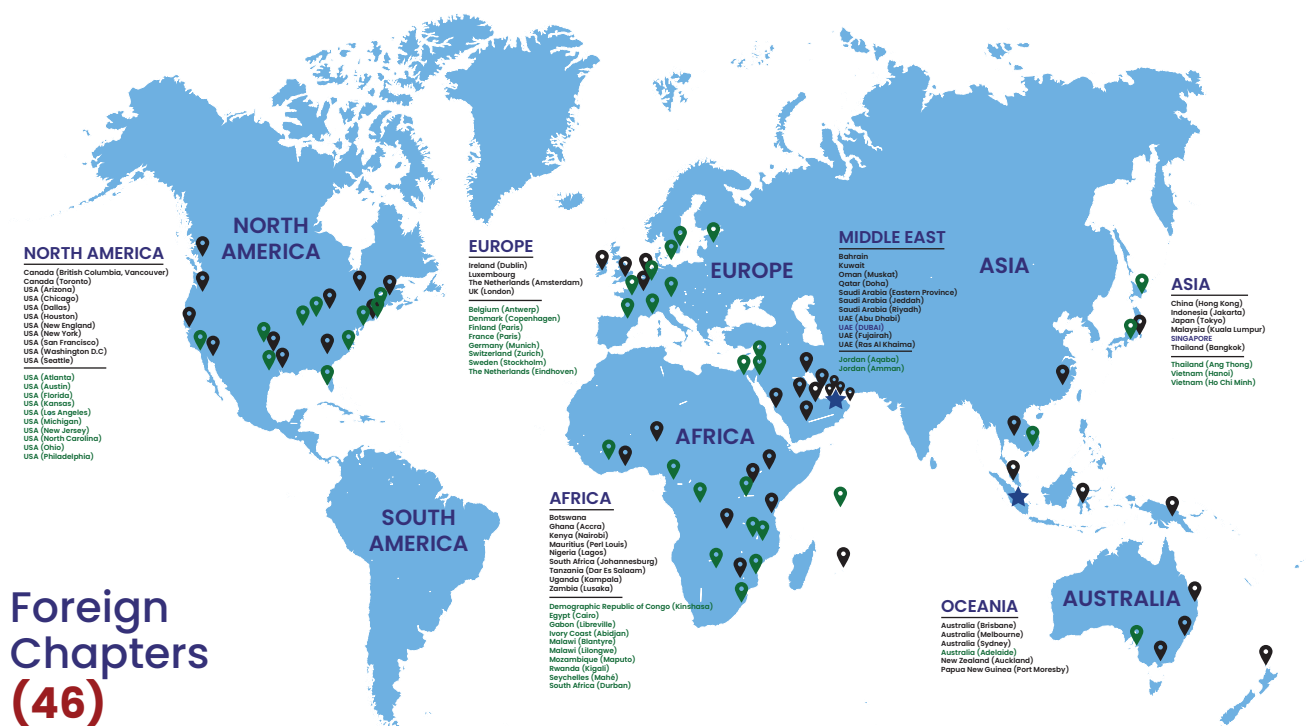 NORTH
AMERICA
EUROPE
ASIA
AFRICA
SOUTH
AMERICA
AUSTRALIA
NORTH AMERICA
Canada (British Columbia, Vancouver)
Canada (Toronto)
USA (Arizona)
USA (Chicago)
USA (Dallas)
USA (Houston)
USA (New England)
USA (New York)
USA (San Francisco)
USA (Washington D.C)
USA (Seattle)
USA (Atlanta)
USA (Austin)
USA (Florida)
USA (Kansas)
USA (Los Angeles)
USA (Michigan)
USA (New Jersey)
USA (North Carolina)
USA (Ohio)
USA (Philadelphia)
EUROPE
Ireland (Dublin)
Luxembourg
The Netherlands (Amsterdam)
UK (London)
Belgium (Antwerp)
Denmark (Copenhagen)
Finland (Paris)
France (Paris)
Germany (Munich)
Switzerland (Zurich)
Sweden (Stockholm)
The Netherlands (Eindhoven)
MIDDLE EAST
Bahrain
Kuwait
Oman (Muskat)
Qatar (Doha)
Saudi Arabia (Eastern Province)
Saudi Arabia (Jeddah)
Saudi Arabia (Riyadh)
UAE (Abu Dhabi)
UAE (DUBAI)
UAE (Fujairah)
UAE (Ras Al Khaima)
Jordan (Aqaba)
Jordan (Amman)
ASIA
China (Hong Kong)
Indonesia (Jakarta)
Japan (Tokyo)
Malaysia (Kuala Lumpur)
SINGAPORE
Thailand (Bangkok)
Thailand (Ang Thong)
Vietnam (Hanoi)
Vietnam (Ho Chi Minh)
AFRICA
Botswana
Ghana (Accra)
Kenya (Nairobi)
Mauritius (Perl Louis)
Nigeria (Lagos)
South Africa (Johannesburg)
Tanzania (Dar Es Salaam)
Uganda (Kampala)
Zambia (Lusaka)
Demographic Republic of Congo (Kinshasa)
Egypt (Cairo)
Gabon (Libreville)
Ivory Coast (Abidjan)
Malawi (Blantyre)
Malawi (Lilongwe)
Mozambique (Maputo)
Rwanda (Kigali)
Seychelles (Mahé)
South Africa (Durban)
OCEANIA
Australia (Brisbane)
Australia (Melbourne)
Australia (Sydney)
Australia (Adelaide)
New Zealand (Auckland)
Papua New Guinea (Port Moresby)
Foreign
Chapters
(46)